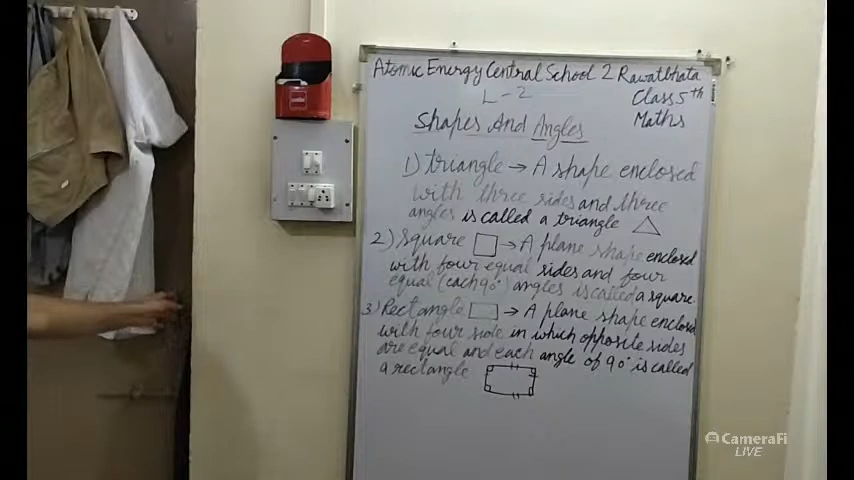 Atomic Energy Central School 2 Rawatbhata
L-2
Class 5th
Maths
Shapes And Angles
1) triangle → A shape enclosed
with three sides and three
angles is called a triangle
2) Square → A plane shape enclosed
with four equal sides and four
equal (each 90°) angles is called a square
3) Rectangle → A plane shape enclosed
with four side in which opposite sides
are equal and each angle of 90° is called
a rectangle
CameraFi
LIVE